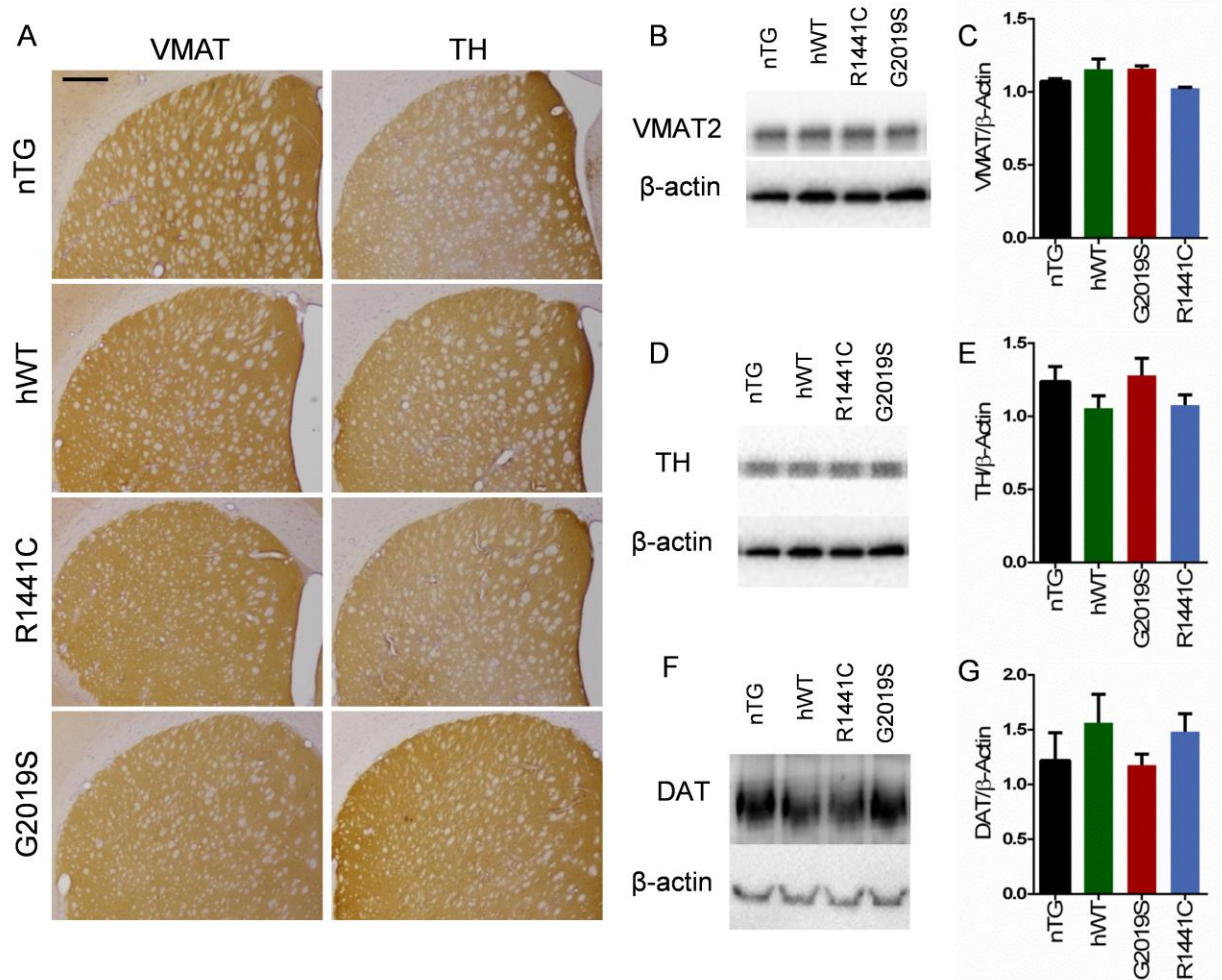 A
VMAT TH
nTG
hWT
R1441C
G2019S
B
nTG hWT R1441C G2019S
VMAT2
β-actin
C
VMAT/β-Actin
1.5
1.0
0.5
0.0
nTG hWT G2019S R1441C
D
nTG hWT R1441C G2019S
TH
β-actin
E
TH/β-Actin
1.5
1.0
0.5
0.0
nTG hWT G2019S R1441C
F
nTG hWT R1441C G2019S
DAT
β-actin
G
DAT/β-Actin
2.0
1.5
1.0
0.5
0.0
nTG hWT G2019S R1441C